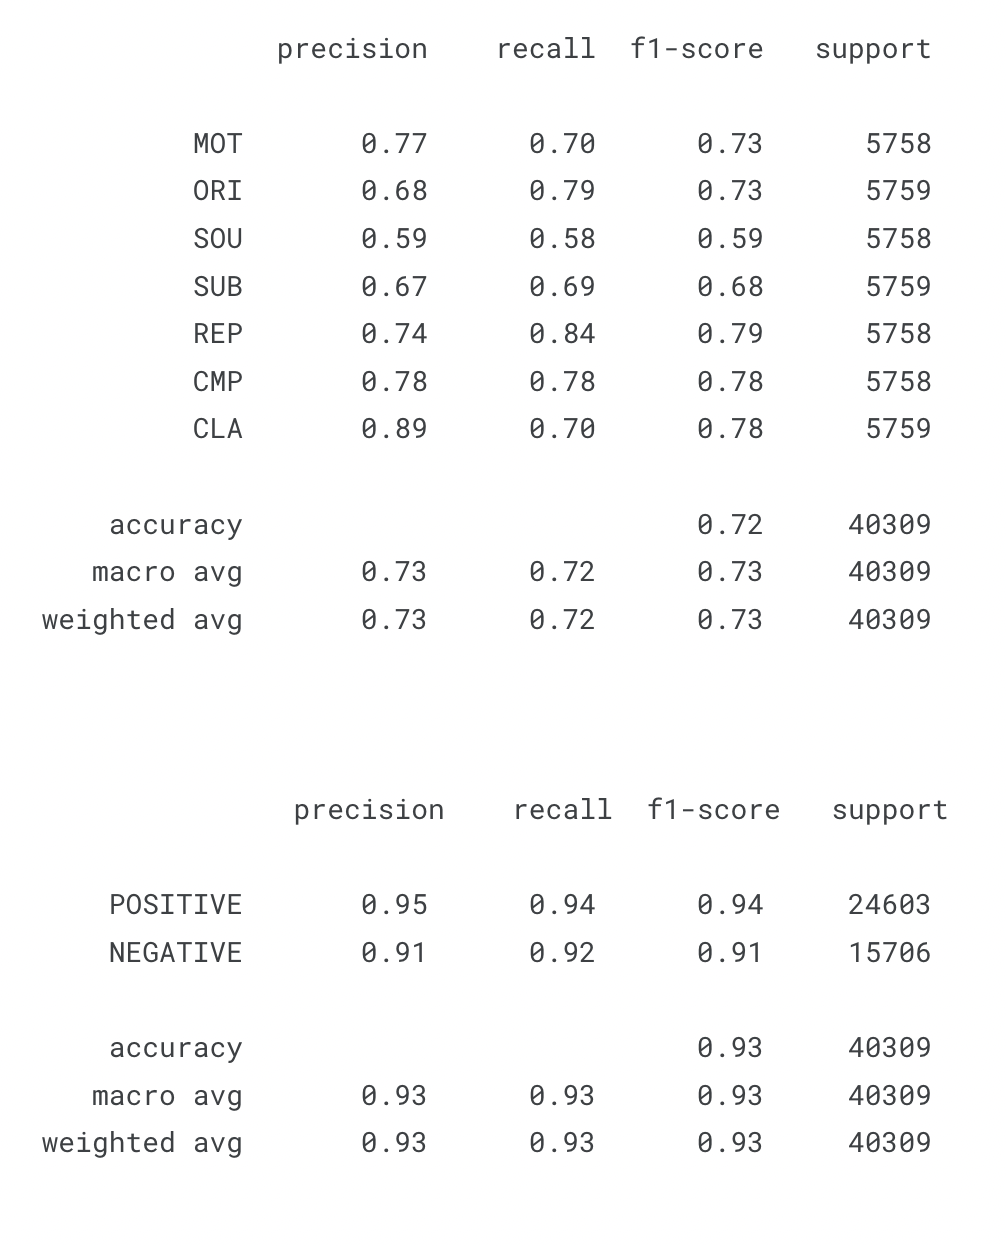 precision recall f1-score support
MOT 0.77 0.70 0.73 5758
ORI 0.68 0.79 0.73 5759
SOU 0.59 0.58 0.59 5758
SUB 0.67 0.69 0.68 5759
REP 0.74 0.84 0.79 5758
CMP 0.78 0.78 0.78 5758
CLA 0.89 0.70 0.78 5759
accuracy 0.72 40309
macro avg 0.73 0.72 0.73 40309
weighted avg 0.73 0.72 0.73 40309
precision recall f1-score support
POSITIVE 0.95 0.94 0.94 24603
NEGATIVE 0.91 0.92 0.91 15706
accuracy 0.93 40309
macro avg 0.93 0.93 0.93 40309
weighted avg 0.93 0.93 0.93 40309